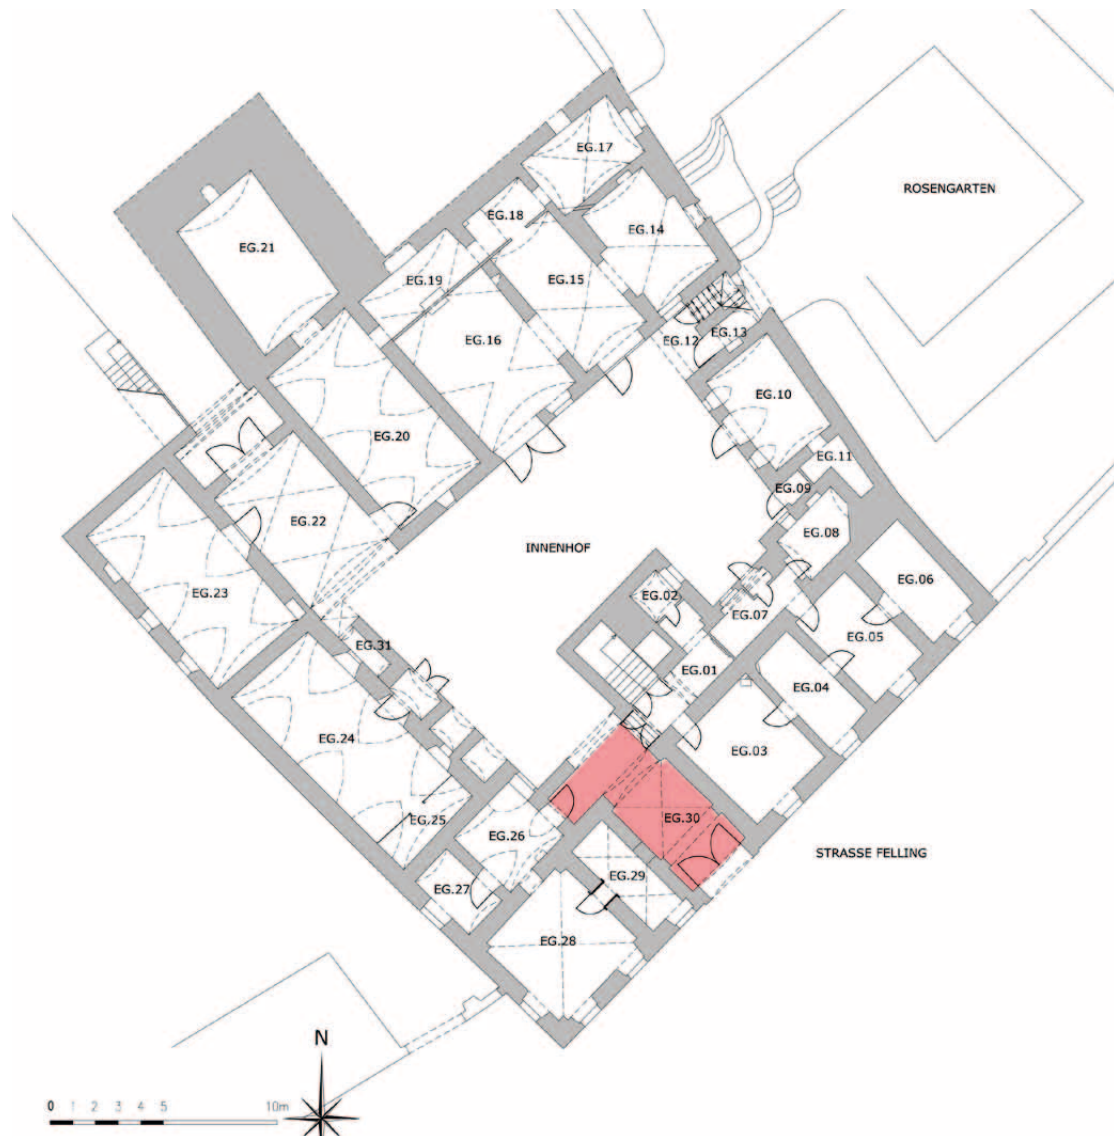 EG.17
ROSENGARTEN
EG.18
EG.14
EG.21
EG.19
EG.15
EG.12
EG.13
EG.16
EG.10
EG.20
EG.11
EG.09
EG.22
EG.08
INNENHOF
EG.06
EG.23
EG.02
EG.07
EG.05
EG.31
EG.01
EG.04
EG.24
EG.03
EG.25
EG.30
EG.26
STRASSE FELLING
EG.29
EG.27
EG.28
N
0 1 2 3 4 5 10m